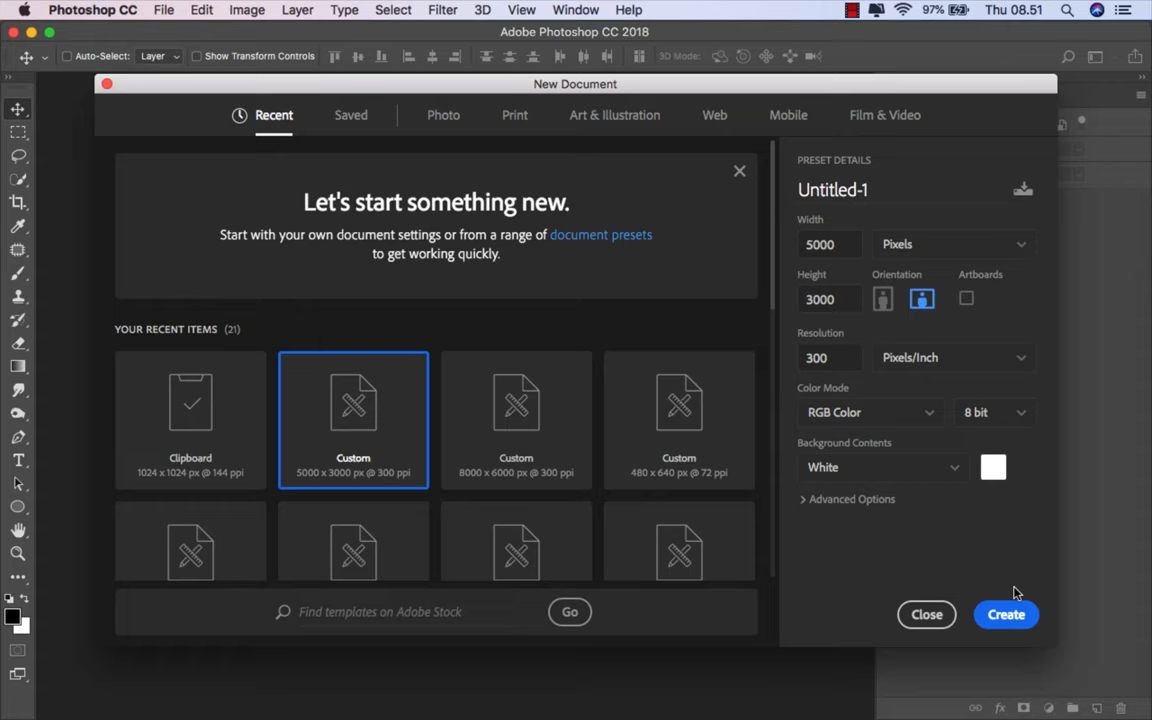 Photoshop CC File Edit Image Layer Type Select Filter 3D View Window Help 97% Thu 08.51
Adobe Photoshop CC 2018
Auto-Select: Layer Show Transform Controls 3D Mode:
New Document
Recent Saved Photo Print Art & Illustration Web Mobile Film & Video
Let's start something new.
Start with your own document settings or from a range of document presets
to get working quickly.
YOUR RECENT ITEMS (21)
Clipboard
1024 x 1024 px @ 144 ppi
Custom
5000 x 3000 px @ 300 ppi
Custom
8000 x 6000 px @ 300 ppi
Custom
480 x 640 px @ 72 ppi
Find templates on Adobe Stock Go
PRESET DETAILS
Untitled-1
Width
5000 Pixels
Height Orientation Artboards
3000
Resolution
300 Pixels/Inch
Color Mode
RGB Color 8 bit
Background Contents
White
Advanced Options
Close Create